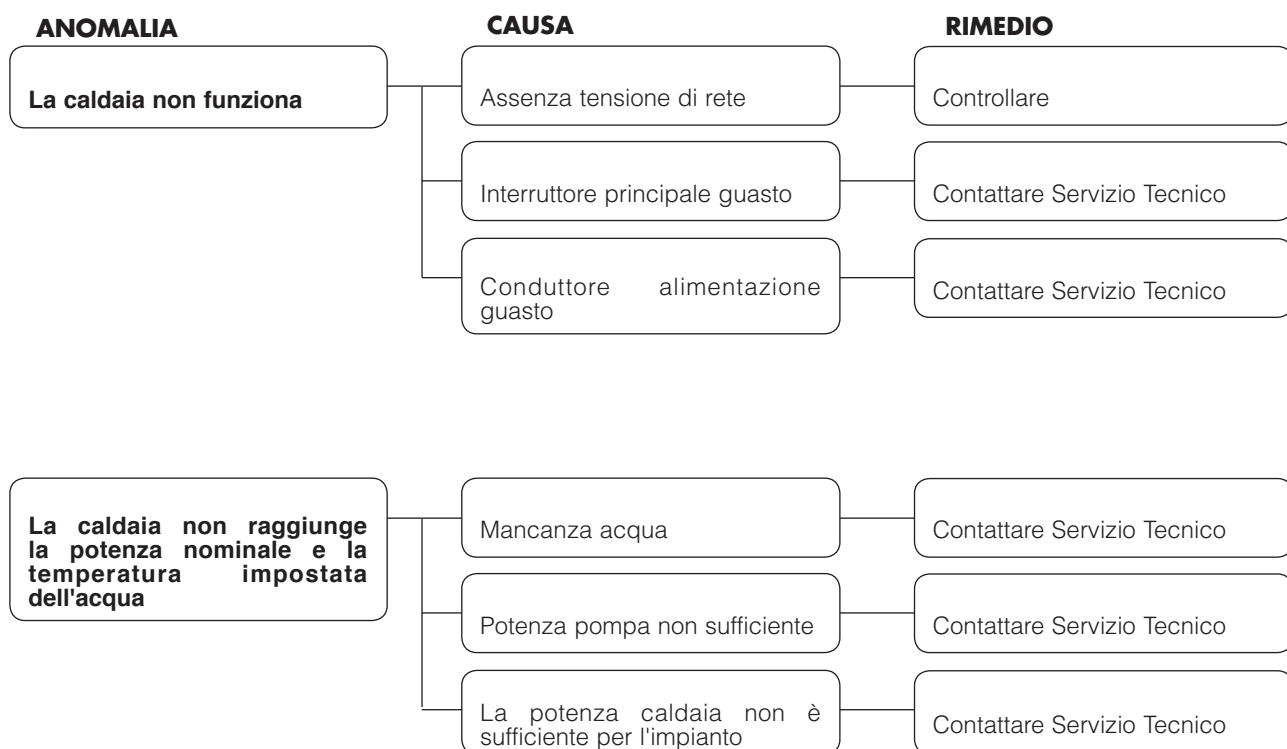 ANOMALIA CAUSA RIMEDIO
La caldaia non funziona
Assenza tensione di rete
Controllare
Interruttore principale guasto
Contattare Servizio Tecnico
Conduttore alimentazione
guasto
Contattare Servizio Tecnico
La caldaia non raggiunge
la potenza nominale e la
temperatura impostata
dell'acqua
Mancanza acqua
Contattare Servizio Tecnico
Potenza pompa non sufficiente
Contattare Servizio Tecnico
La potenza caldaia non è
sufficiente per l'impianto
Contattare Servizio Tecnico